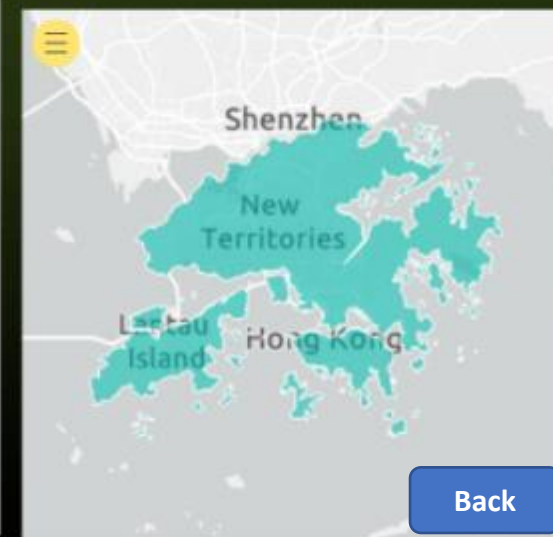 Shenzhen
New
Territories
Lantau
Island
Hong Kong
Back